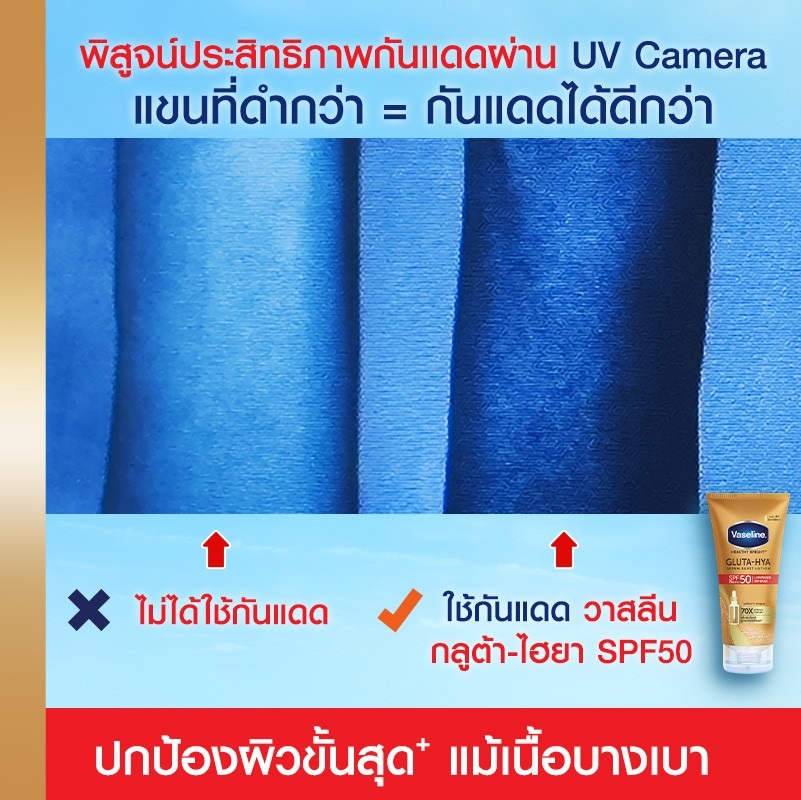 พิสูจน์ประสิทธิภาพกันแดดผ่าน UV Camera
แขนที่ดำกว่า = กันแดดได้ดีกว่า
ไม่ได้ใช้กันแดด
ใช้กันแดด วาสลีน
กลูต้า-ไฮยา SPF50
Vaseline.
HEALTHY BRIGHT
GLUTA-HYA
SERUM BURST LOTION
SPF50
70X
ปกป้องผิวขั้นสุด+ แม้เนื้อบางเบา